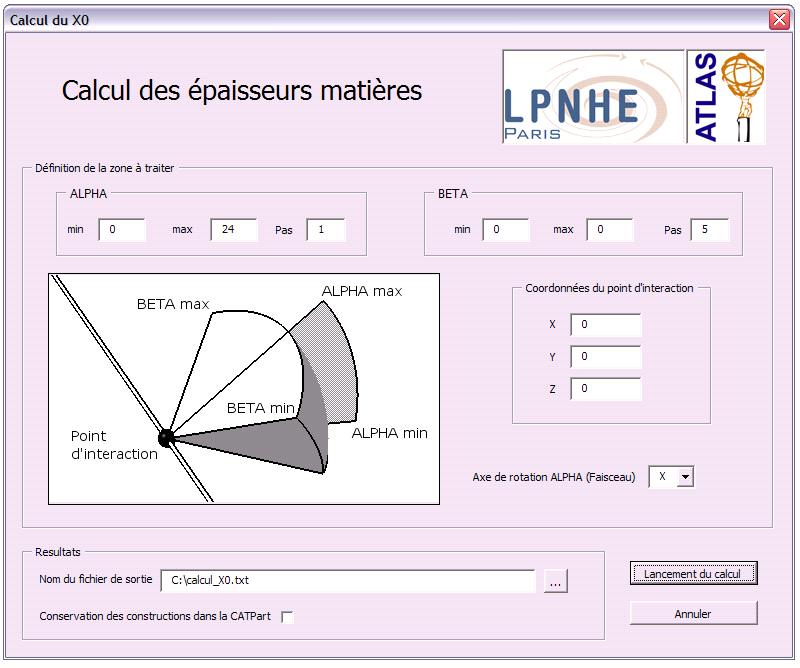 Calcul du X0
Calcul des épaisseurs matières
LPNHE
PARIS
ATLAS
Définition de la zone à traiter
ALPHA
min 0 max 24 Pas 1
BETA
min 0 max 0 Pas 5
BETA max
ALPHA max
BETA min
ALPHA min
Point
d'interaction
Coordonnées du point d'interaction
X 0
Y 0
Z 0
Axe de rotation ALPHA (Faisceau) X
Resultats
Nom du fichier de sortie C:\calcul_X0.txt ...
Conservation des constructions dans la CATPart
Lancement du calcul
Annuler